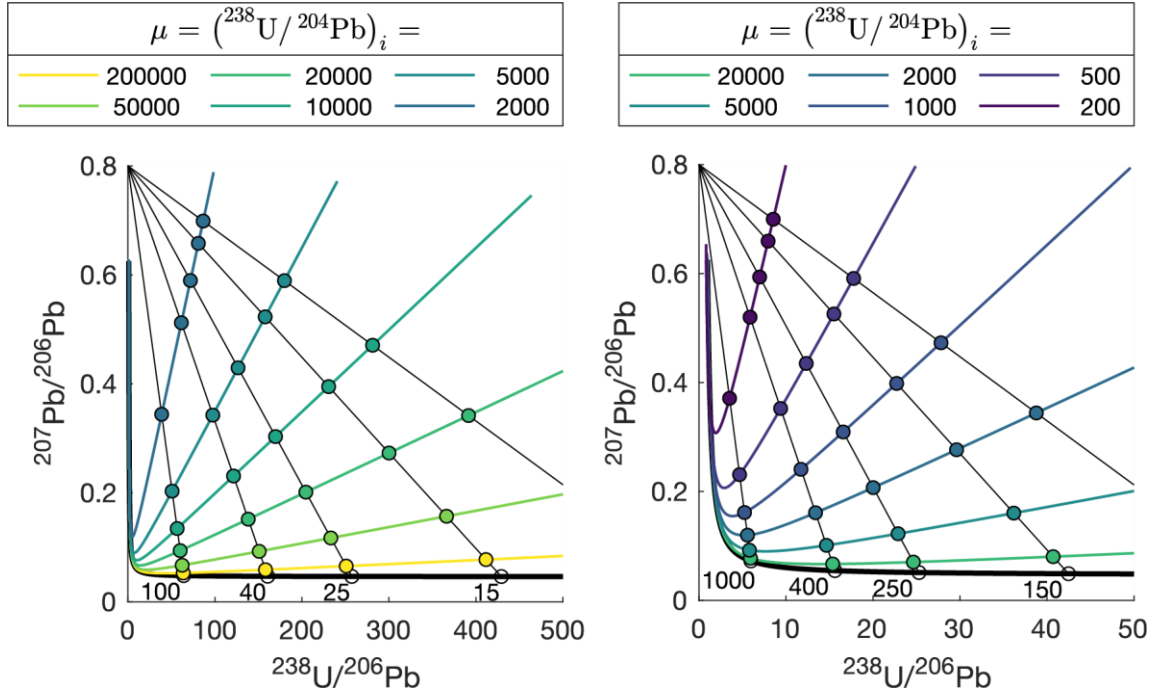 μ = (²³⁸U/ ²⁰⁴Pb)ᵢ =
200000 20000 5000
50000 10000 2000
0.8
0.6
0.4
0.2
0
²⁰⁷Pb/²⁰⁶Pb
100 40 25 15
0 100 200 300 400 500
²³⁸U/²⁰⁶Pb
μ = (²³⁸U/ ²⁰⁴Pb)ᵢ =
20000 2000 500
5000 1000 200
0.8
0.6
0.4
0.2
0
²⁰⁷Pb/²⁰⁶Pb
1000 400 250 150
0 10 20 30 40 50
²³⁸U/²⁰⁶Pb